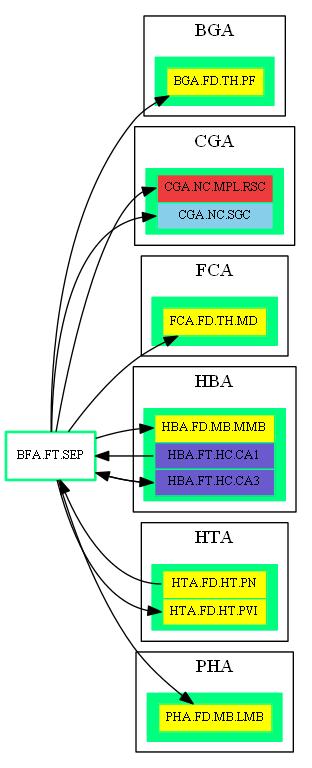 BGA
BGA.FD.TH.PF
CGA
CGA.NC.MPL.RSC
CGA.NC.SGC
FCA
FCA.FD.TH.MD
HBA
HBA.FD.MB.MMB
BFA.FT.SEP
HBA.FT.HC.CA1
HBA.FT.HC.CA3
HTA
HTA.FD.HT.PN
HTA.FD.HT.PVI
PHA
PHA.FD.MB.LMB